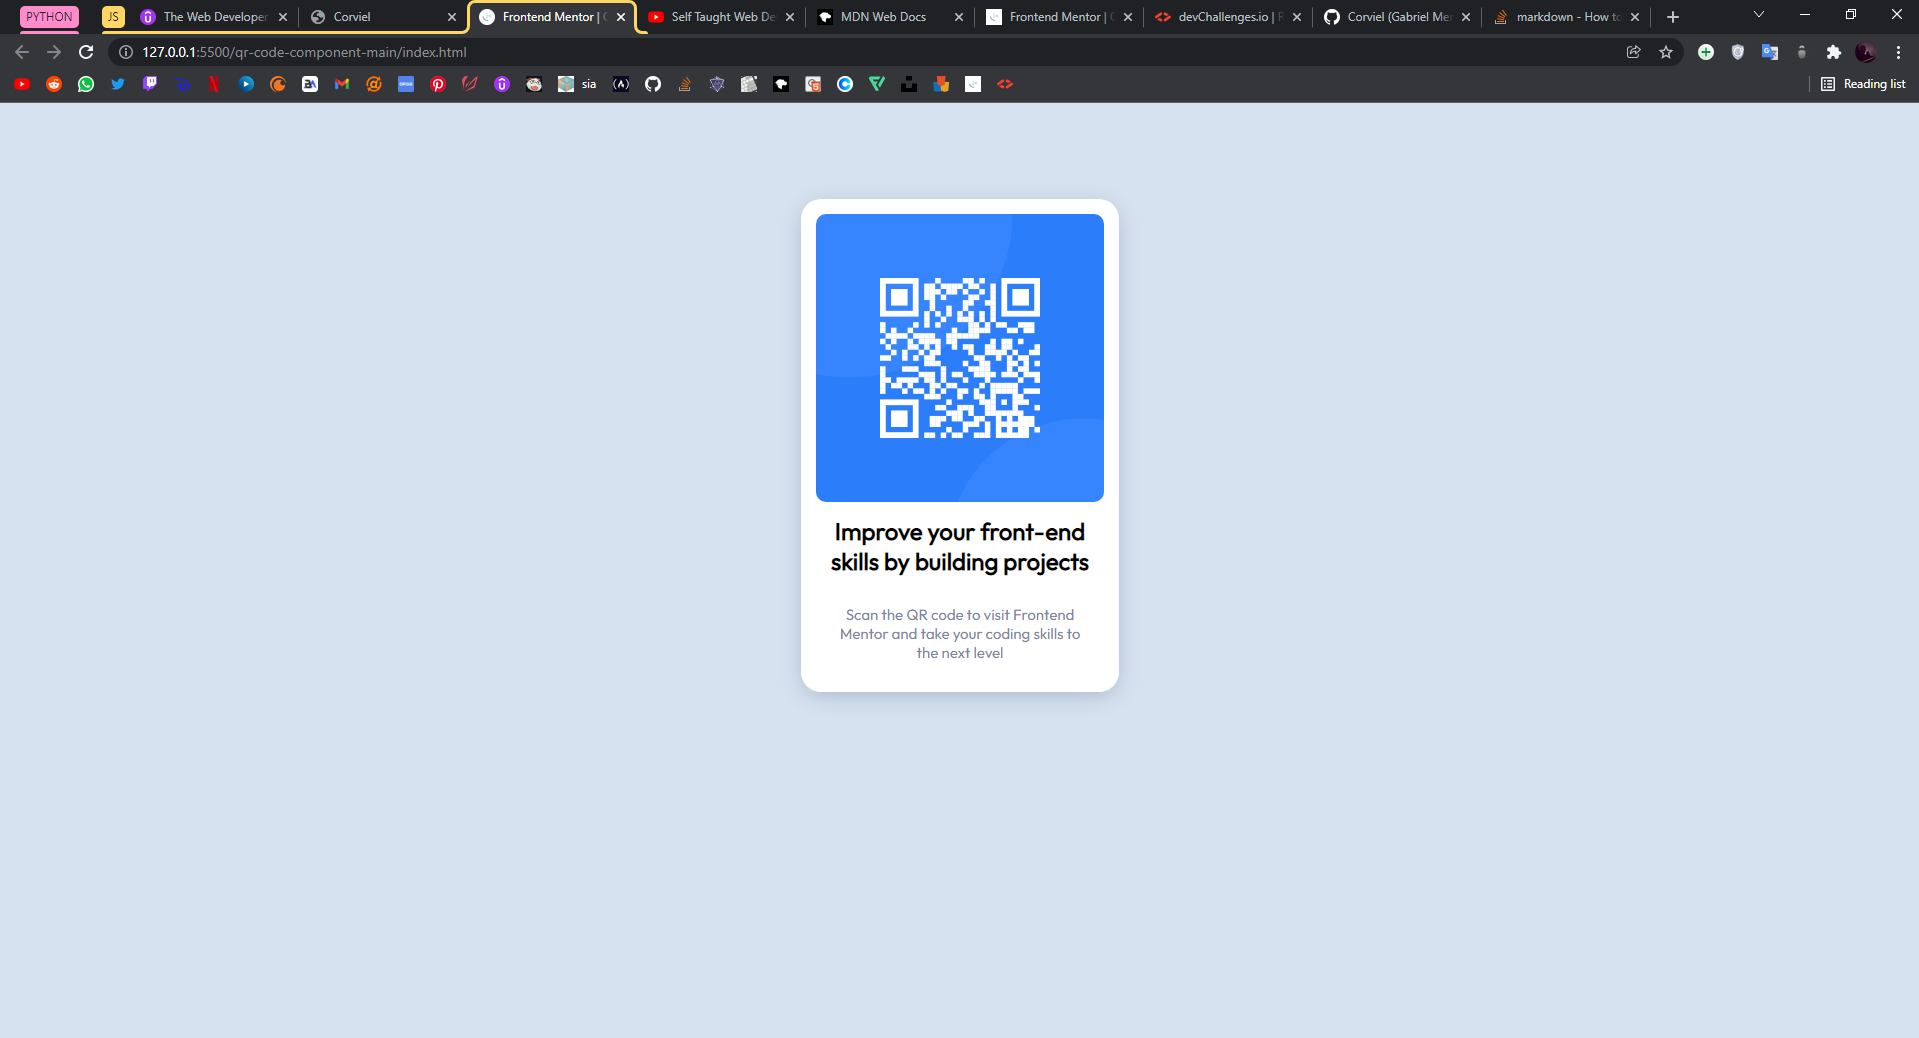 PYTHON
JS
The Web Developer
Corviel
Frontend Mentor |
Self Taught Web De
MDN Web Docs
Frontend Mentor |
devChallenges.io |
Corviel (Gabriel Mer
markdown - How to
127.0.0.1:5500/qr-code-component-main/index.html
sia
Reading list
Improve your front-end
skills by building projects
Scan the QR code to visit Frontend
Mentor and take your coding skills to
the next level